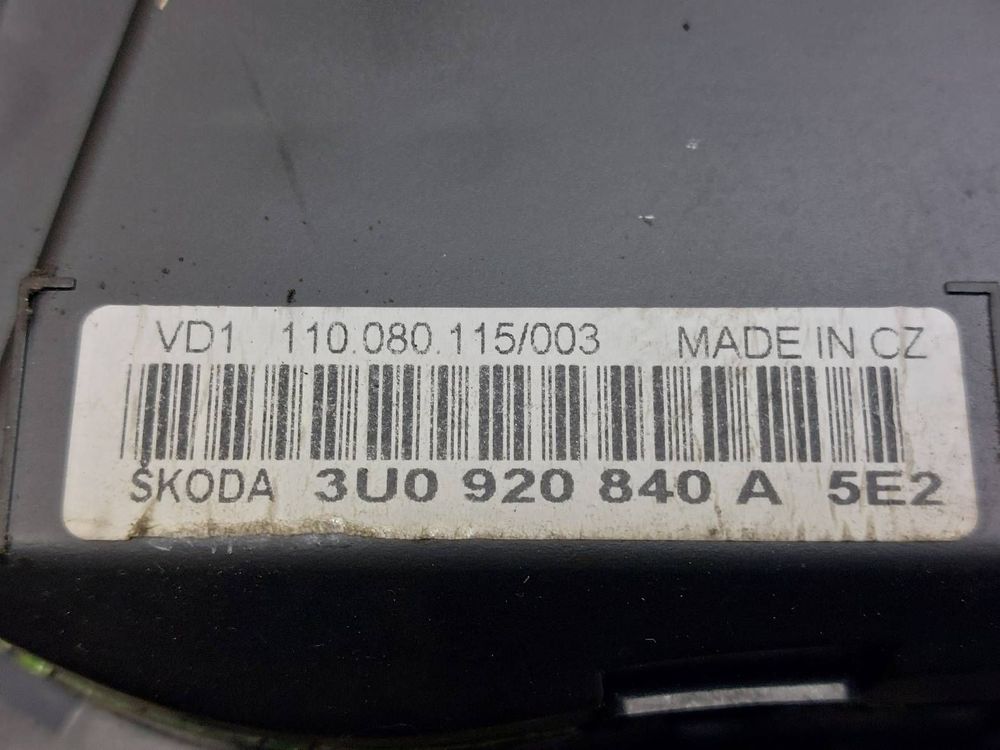 VD1 110.080.115/003 MADE IN CZ
ŠKODA 3U0 920 840 A 5E2